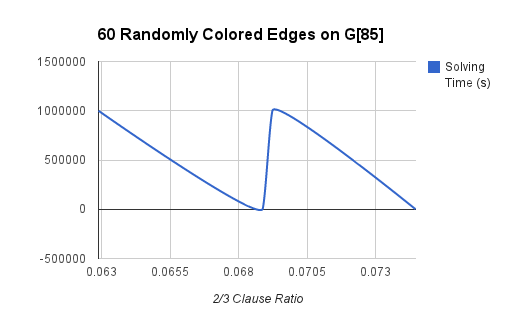 60 Randomly Colored Edges on G[85]
1500000
1000000
500000
0
-500000
0.063
0.0655
0.068
0.0705
0.073
2/3 Clause Ratio
Solving
Time (s)